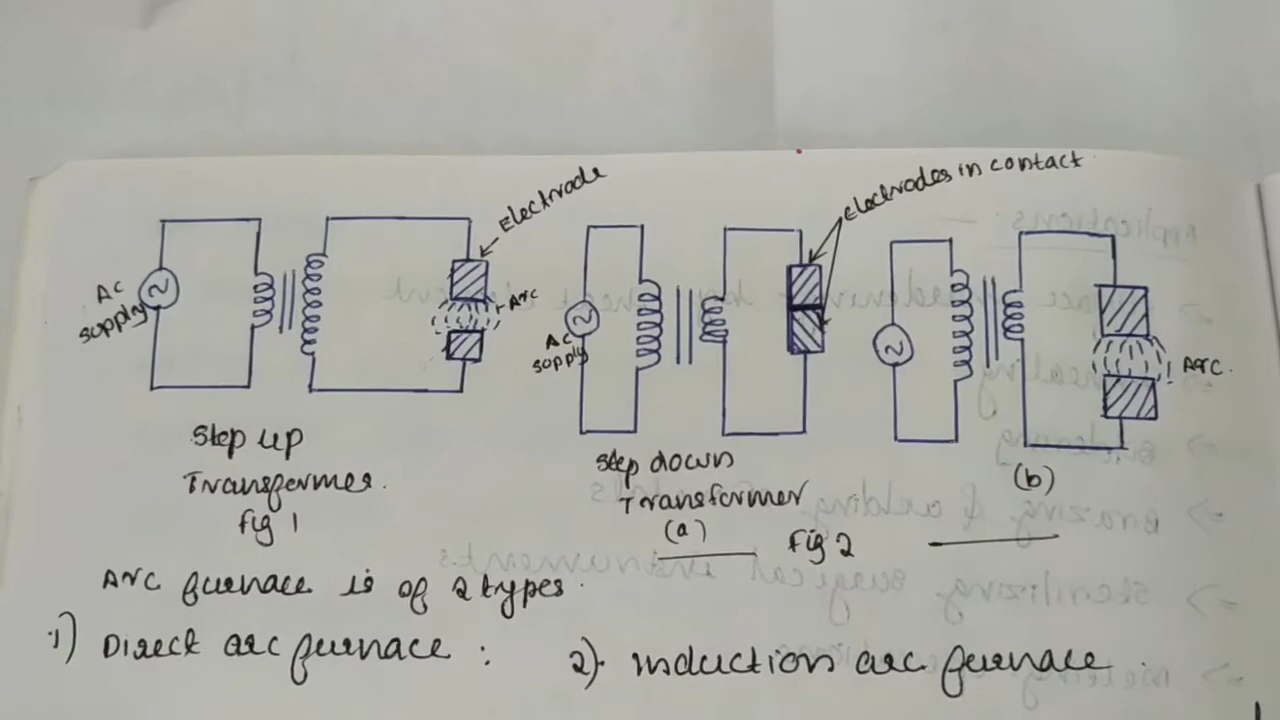 Electrode
Electrodes in contact
AC
supply
Arc
AC
supply
Arc.
Step up
Transformer.
fig 1
Step down
Transformer
(a)
fig 2
(b)
Arc furnace is of 2 types.
1) Direct arc furnace :
2). Induction arc furnace.